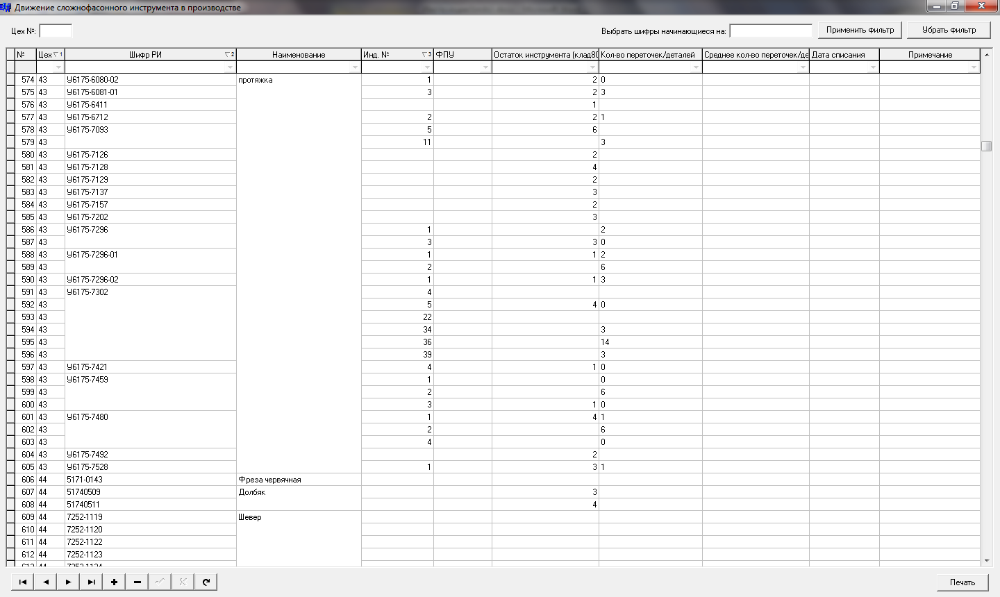 Движение сложнофасонного инструмента в производстве
Цех №:
Выбрать шифры начинающиеся на:
Применить фильтр
Убрать фильтр
№ Цех 1 Шифр РИ 2 Наименование Инд. № 3 ФПУ Остаток инструмента (клад80 Кол-во переточек/деталей Среднее кол-во переточек/де Дата списания Примечание
574 43 У6175-6080-02 протяжка 1 2 0
575 43 У6175-6081-01 3 2 3
576 43 У6175-6411 1
577 43 У6175-6712 2 2 1
578 43 У6175-7093 5 6
579 43 11 3
580 43 У6175-7126 2
581 43 У6175-7128 4
582 43 У6175-7129 2
583 43 У6175-7137 3
584 43 У6175-7157 2
585 43 У6175-7202 3
586 43 У6175-7296 1 2
587 43 3 3 0
588 43 У6175-7296-01 1 1 2
589 43 2 6
590 43 У6175-7296-02 1 1 3
591 43 У6175-7302 4
592 43 5 4 0
593 43 22
594 43 34 3
595 43 36 14
596 43 39 3
597 43 У6175-7421 4 1 0
598 43 У6175-7459 1 0
599 43 2 6
600 43 3 1 0
601 43 У6175-7480 1 4 1
602 43 2 6
603 43 4 0
604 43 У6175-7492 2
605 43 У6175-7528 1 3 1
606 44 5171-0143 Фреза червячная
607 44 51740509 Долбяк 3
608 44 51740511 4
609 44 7252-1119 Шевер
610 44 7252-1120
611 44 7252-1122
612 44 7252-1123
Печать